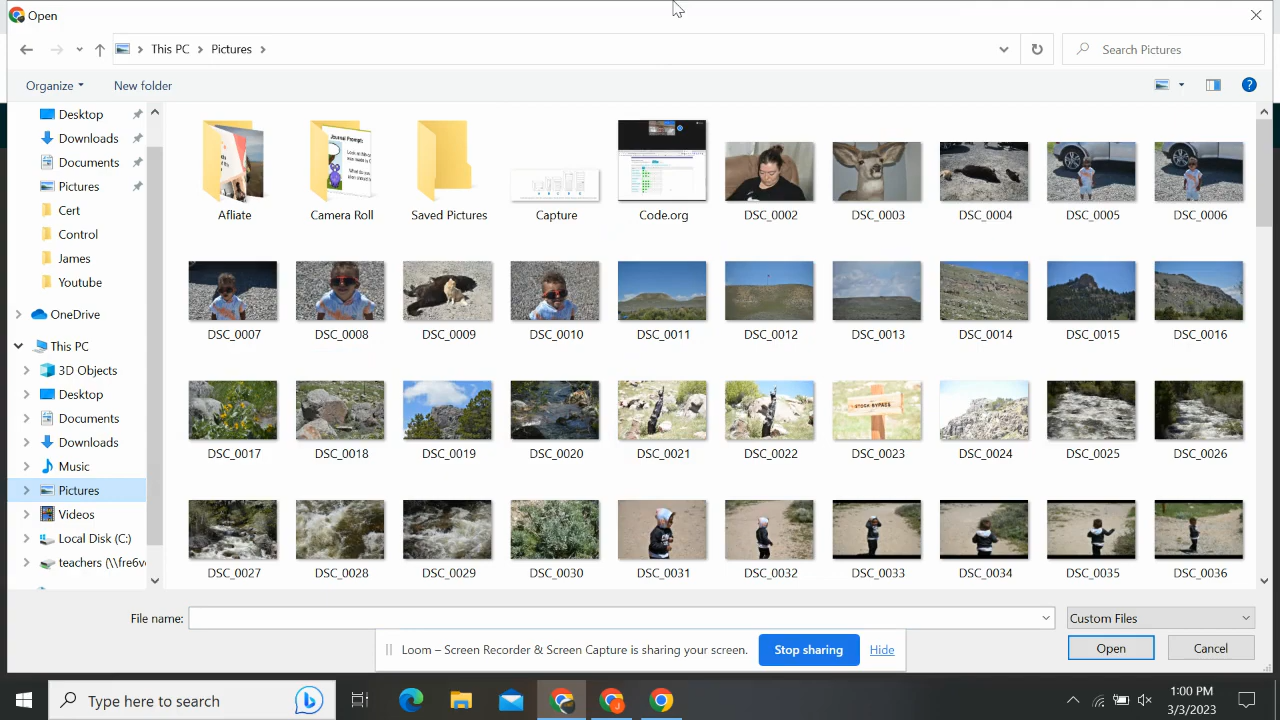 Open
This PC
Pictures
Search Pictures
Organize
New folder
Desktop
Downloads
Documents
Pictures
Cert
Control
James
Youtube
OneDrive
This PC
3D Objects
Desktop
Documents
Downloads
Music
Pictures
Videos
Local Disk (C:)
teachers (\\fre6v
Journal Prompt:
Afliate
Camera Roll
Saved Pictures
Capture
Code.org
DSC_0002
DSC_0003
DSC_0004
DSC_0005
DSC_0006
DSC_0007
DSC_0008
DSC_0009
DSC_0010
DSC_0011
DSC_0012
DSC_0013
DSC_0014
DSC_0015
DSC_0016
STOCK BYPASS
DSC_0017
DSC_0018
DSC_0019
DSC_0020
DSC_0021
DSC_0022
DSC_0023
DSC_0024
DSC_0025
DSC_0026
DSC_0027
DSC_0028
DSC_0029
DSC_0030
DSC_0031
DSC_0032
DSC_0033
DSC_0034
DSC_0035
DSC_0036
File name:
Custom Files
Open
Cancel
Loom – Screen Recorder & Screen Capture is sharing your screen.
Stop sharing
Hide
Type here to search
1:00 PM
3/3/2023